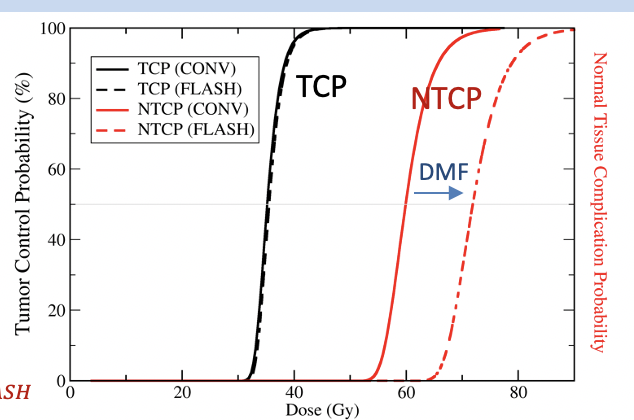 100
80
60
40
20
0
Tumor Control Probability (%)
TCP (CONV)
TCP (FLASH)
NTCP (CONV)
NTCP (FLASH)
TCP
NTCP
DMF
Normal Tissue Complication Probability
0 20 40 60 80
Dose (Gy)
ASH